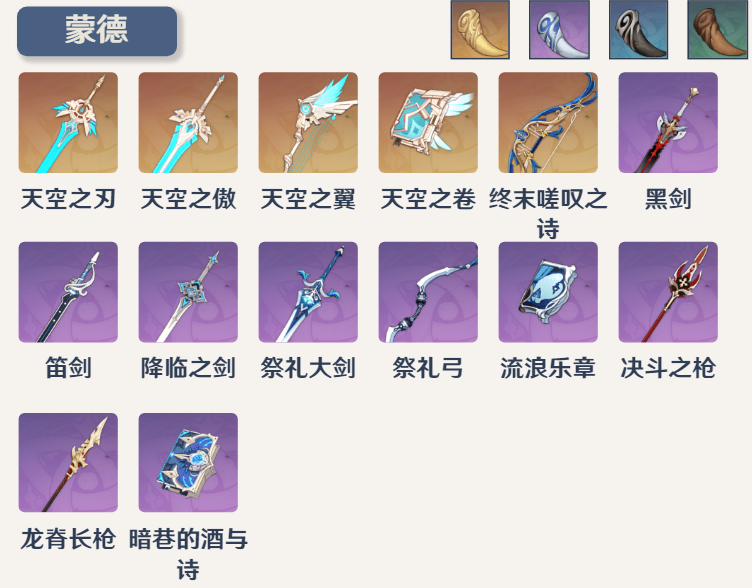 蒙德
天空之刃
天空之傲
天空之翼
天空之卷
终末嗟叹之
诗
黑剑
笛剑
降临之剑
祭礼大剑
祭礼弓
流浪乐章
决斗之枪
龙脊长枪
暗巷的酒与
诗